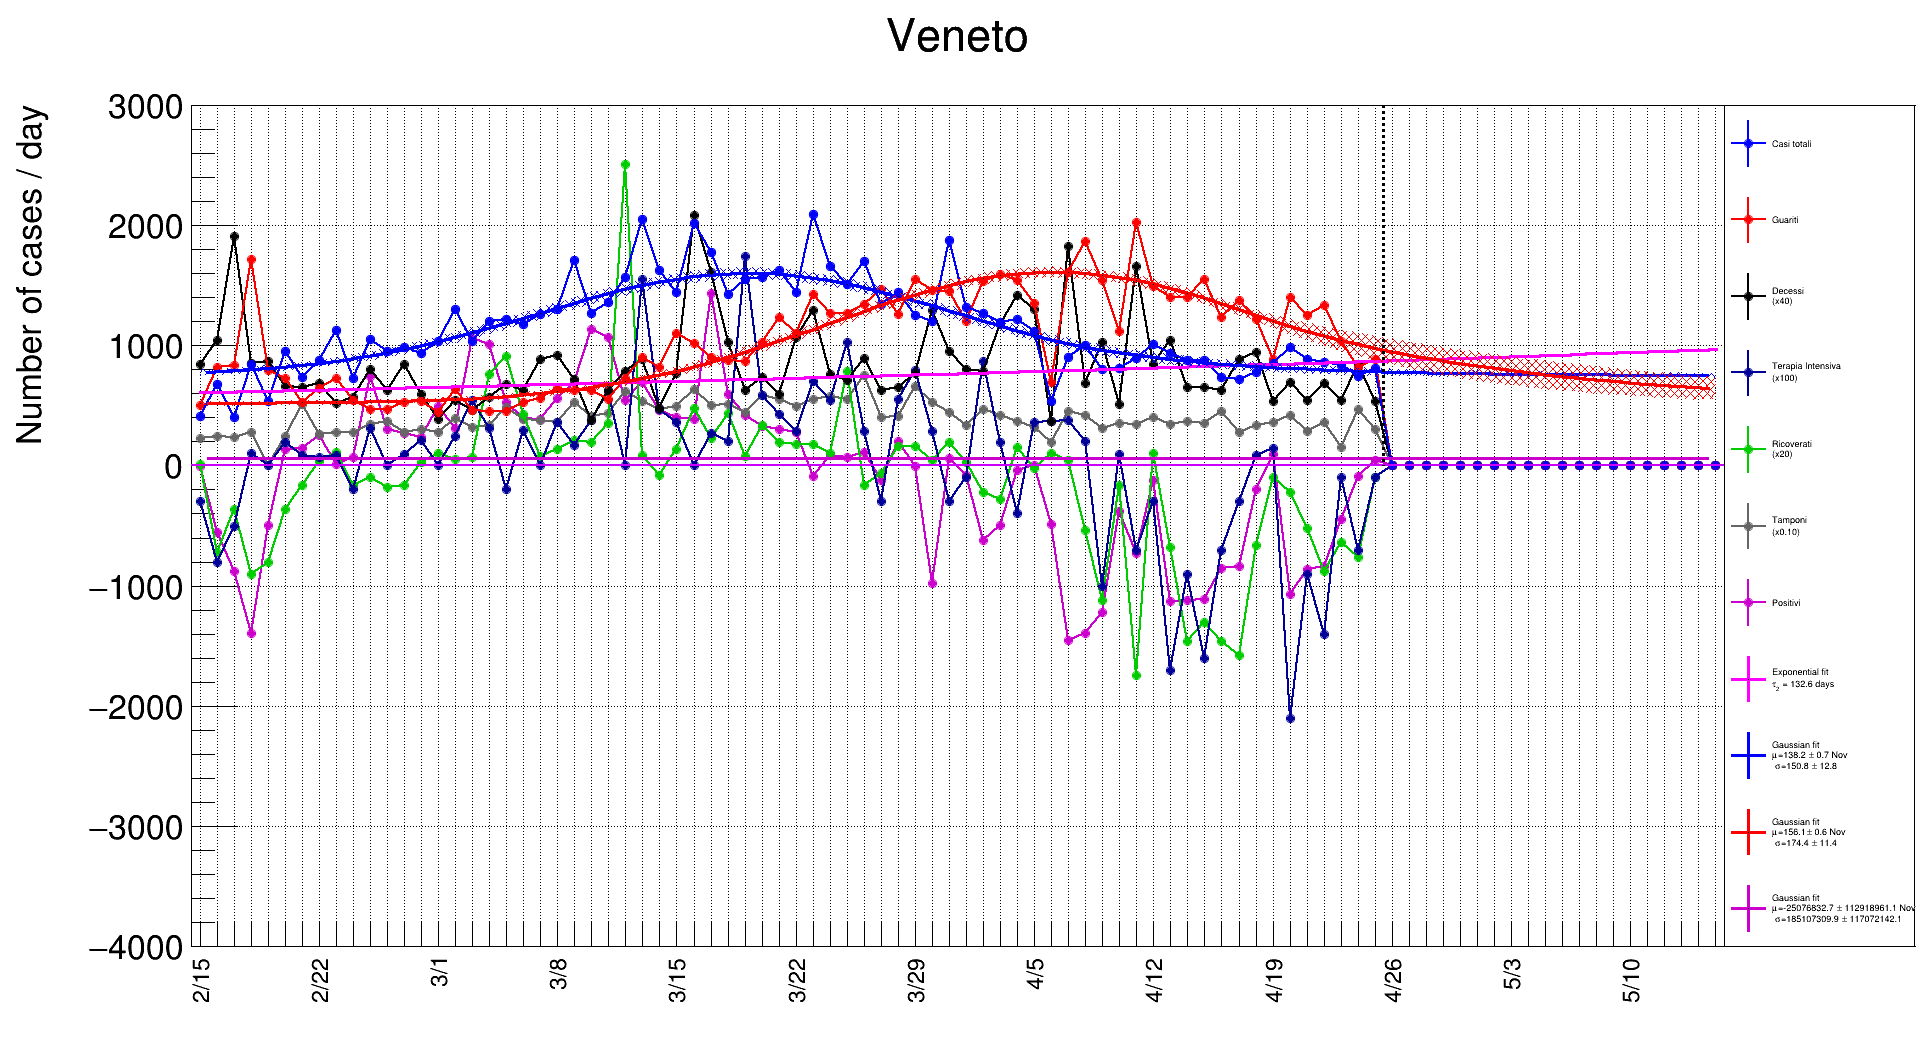 Veneto
Number of cases / day
3000
2000
1000
0
−1000
−2000
−3000
−4000
2/15
2/22
3/1
3/8
3/15
3/22
3/29
4/5
4/12
4/19
4/26
5/3
5/10
Casi totali
Guariti
Decessi
(x40)
Terapia Intensiva
(x100)
Ricoverati
(x20)
Tamponi
(x0.10)
Positivi
Exponential fit
τ₂ = 132.6 days
Gaussian fit
μ=138.2 ± 0.7 Nov
σ=150.8 ± 12.8
Gaussian fit
μ=156.1 ± 0.6 Nov
σ=174.4 ± 11.4
Gaussian fit
μ=-25076832.7 ± 112918961.1 Nov
σ=185107309.9 ± 117072142.1